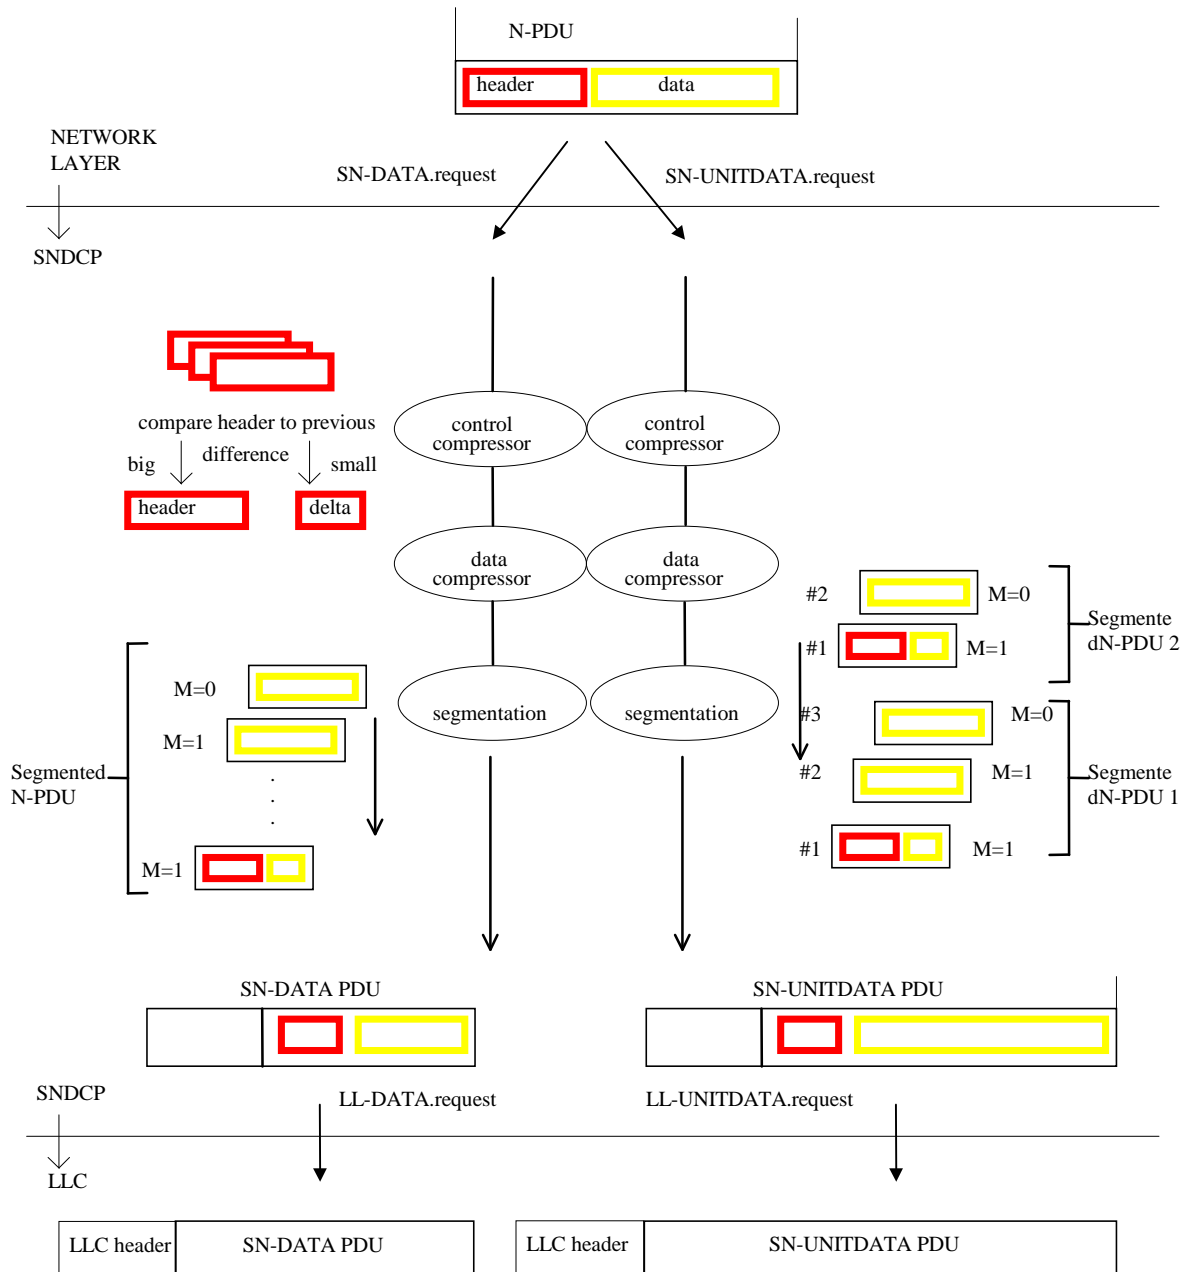 N-PDU
header data
NETWORK
LAYER
SN-DATA.request SN-UNITDATA.request
SNDCP
compare header to previous
difference
big small
header delta
control
compressor
control
compressor
data
compressor
data
compressor
segmentation
segmentation
M=0
M=1
.
.
.
M=1
Segmented
N-PDU
#2 M=0
#1 M=1
Segmente
dN-PDU 2
#3 M=0
#2 M=1
#1 M=1
Segmente
dN-PDU 1
SN-DATA PDU SN-UNITDATA PDU
SNDCP
LL-DATA.request LL-UNITDATA.request
LLC
LLC header SN-DATA PDU LLC header SN-UNITDATA PDU